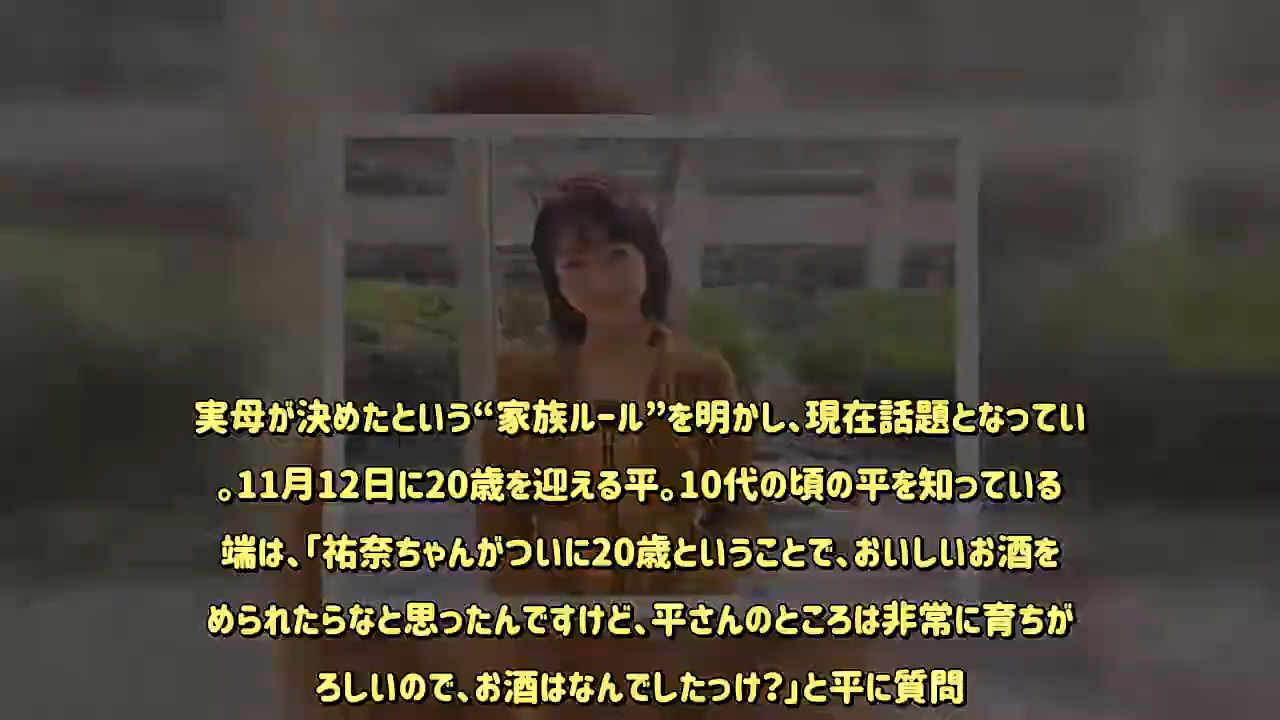 実母が決めたという“家族ルール”を明かし、現在話題となってい
。11月12日に20歳を迎える平。10代の頃の平を知っている
端は、「祐奈ちゃんがついに20歳ということで、おいしいお酒を
められたらなと思ったんですけど、平さんのところは非常に育ちが
ろしいので、お酒はなんでしたっけ?」と平に質問